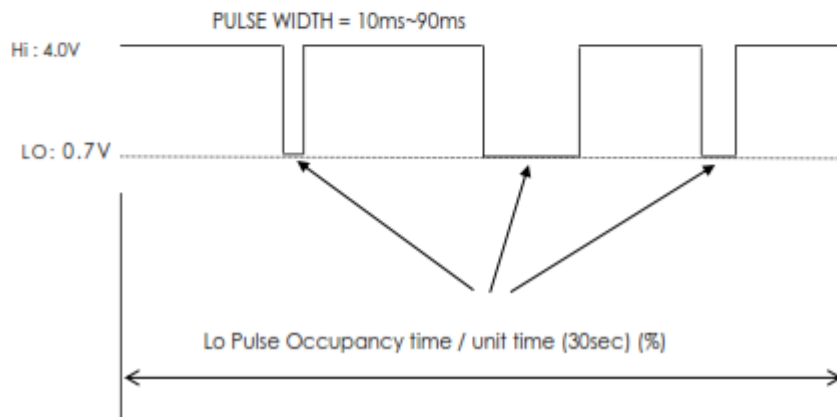 PULSE WIDTH = 10ms~90ms
Hi : 4.0V
LO: 0.7V
Lo Pulse Occupancy time / unit time (30sec) (%)